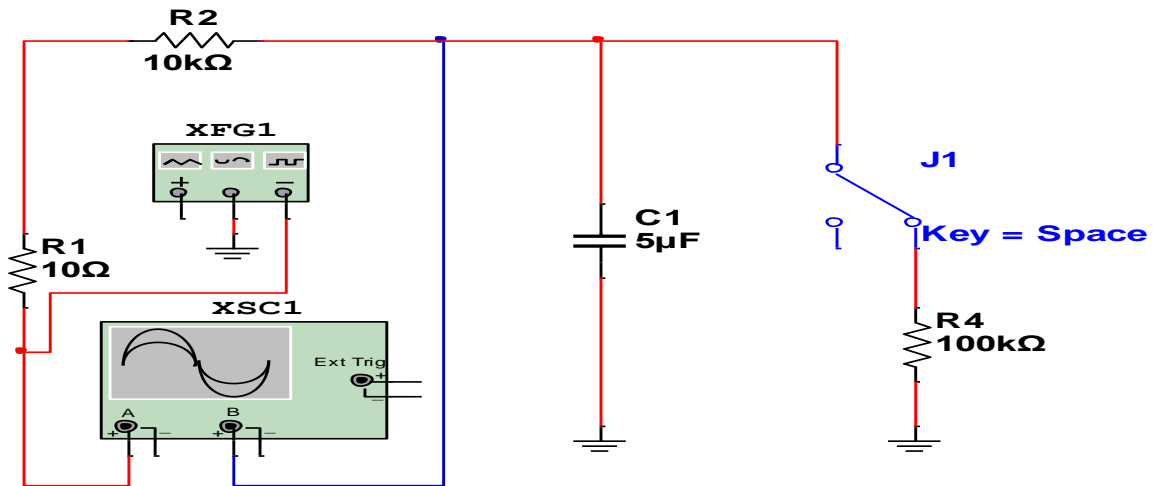 R2
10kΩ
XFG1
+
−
J1
Key = Space
C1
5µF
R1
10Ω
XSC1
Ext Trig
+
−
A
B
+
−
+
−
R4
100kΩ